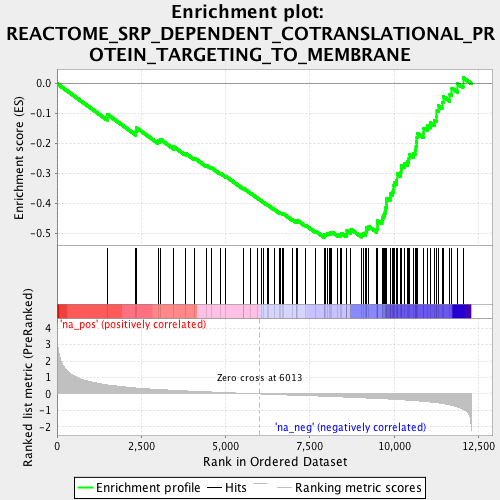 Enrichment plot:
REACTOME_SRP_DEPENDENT_COTRANSLATIONAL_PR
OTEIN_TARGETING_TO_MEMBRANE
Enrichment score (ES)
0.0
-0.1
-0.2
-0.3
-0.4
-0.5
'na_pos' (positively correlated)
Ranked list metric (PreRanked)
4
3
2
1
0
-1
-2
Zero cross at 6013
'na_neg' (negatively correlated)
0
2,500
5,000
7,500
10,000
12,500
Rank in Ordered Dataset
Enrichment profile
Hits
Ranking metric scores